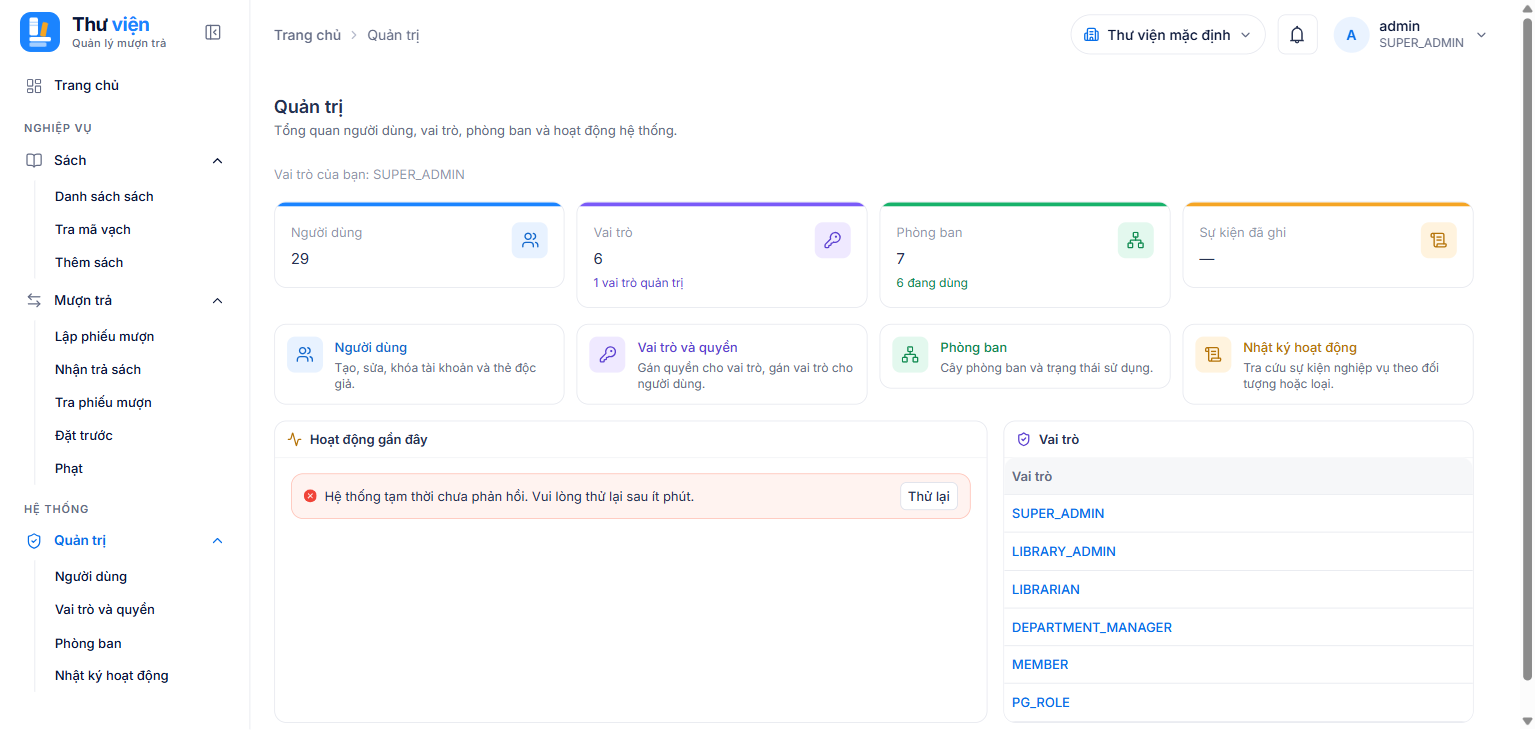 Thư viện
Quản lý mượn trả
Trang chủ
NGHIỆP VỤ
Sách
Danh sách sách
Tra mã vạch
Thêm sách
Mượn trả
Lập phiếu mượn
Nhận trả sách
Tra phiếu mượn
Đặt trước
Phạt
HỆ THỐNG
Quản trị
Người dùng
Vai trò và quyền
Phòng ban
Nhật ký hoạt động
Trang chủ > Quản trị
Thư viện mặc định
A
admin
SUPER_ADMIN
Quản trị
Tổng quan người dùng, vai trò, phòng ban và hoạt động hệ thống.
Vai trò của bạn: SUPER_ADMIN
Người dùng
29
Vai trò
6
1 vai trò quản trị
Phòng ban
7
6 đang dùng
Sự kiện đã ghi
—
Người dùng
Tạo, sửa, khóa tài khoản và thẻ độc
giả.
Vai trò và quyền
Gán quyền cho vai trò, gán vai trò cho
người dùng.
Phòng ban
Cây phòng ban và trạng thái sử dụng.
Nhật ký hoạt động
Tra cứu sự kiện nghiệp vụ theo đối
tượng hoặc loại.
Hoạt động gần đây
Hệ thống tạm thời chưa phản hồi. Vui lòng thử lại sau ít phút.
Thử lại
Vai trò
Vai trò
SUPER_ADMIN
LIBRARY_ADMIN
LIBRARIAN
DEPARTMENT_MANAGER
MEMBER
PG_ROLE